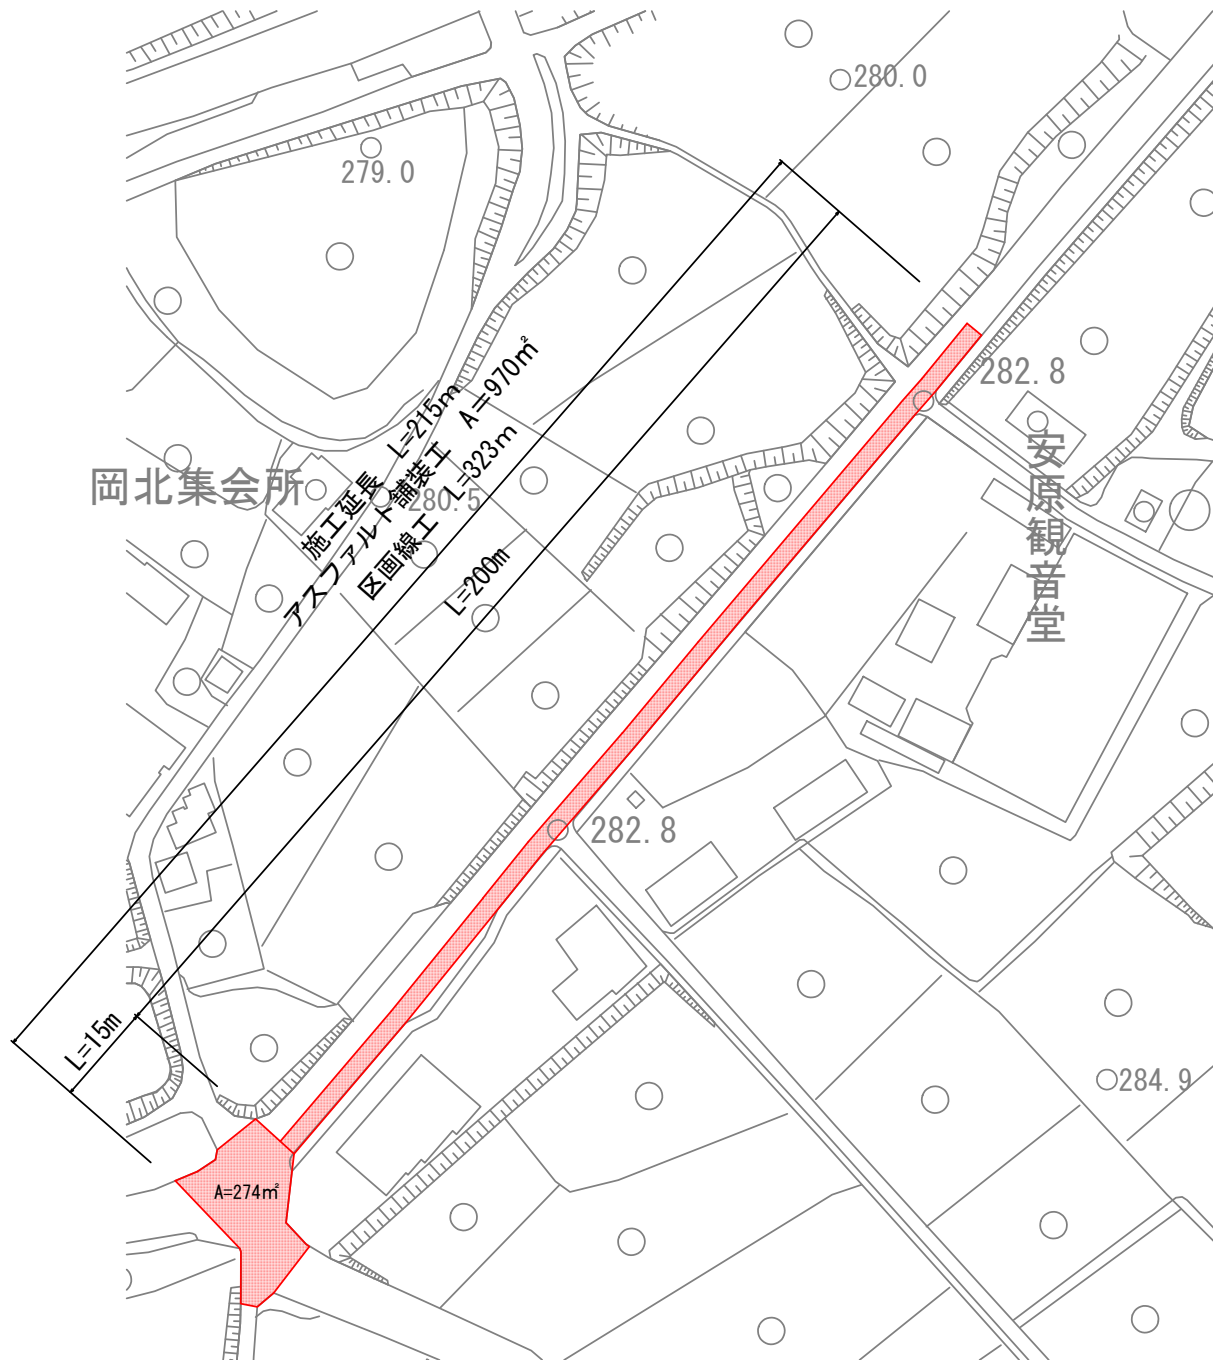 280.0
279.0
282.8
安原観音堂
岡北集会所
280.5
施工延長 L=215m
アスファルト舗装工 A=970㎡
区画線工 L=323m
L=200m
282.8
L=15m
284.9
A=274㎡